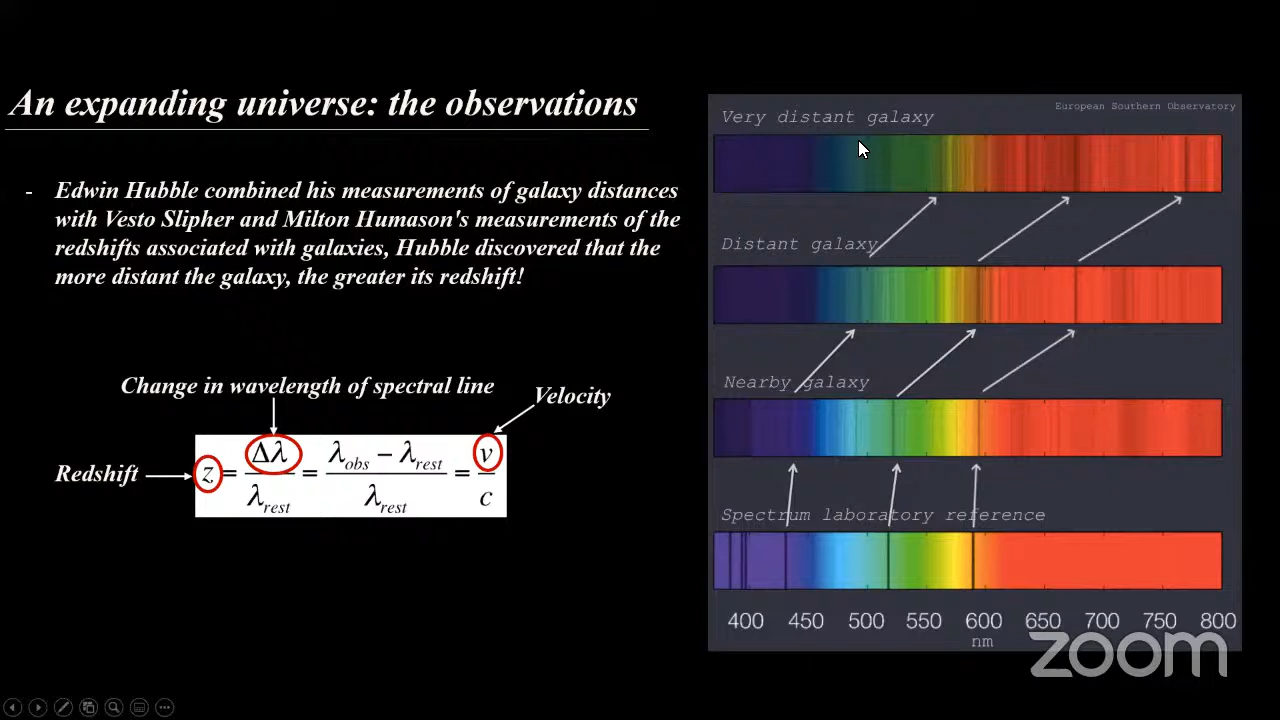 An expanding universe: the observations
- Edwin Hubble combined his measurements of galaxy distances
with Vesto Slipher and Milton Humason's measurements of the
redshifts associated with galaxies, Hubble discovered that the
more distant the galaxy, the greater its redshift!
Change in wavelength of spectral line
Velocity
Redshift
z = Δλ / λrest = λobs − λrest / λrest = v / c
European Southern Observatory
Very distant galaxy
Distant galaxy
Nearby galaxy
Spectrum laboratory reference
400 450 500 550 600 650 700 750 800
nm
zoom